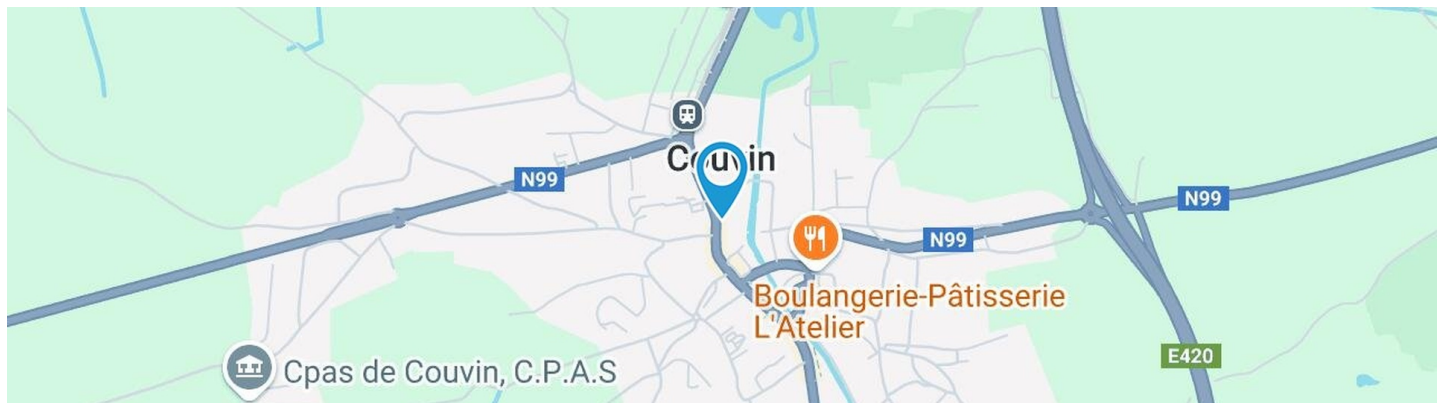 Couvin
N99
N99
N99
Boulangerie-Pâtisserie
L'Atelier
E420
Cpas de Couvin, C.P.A.S